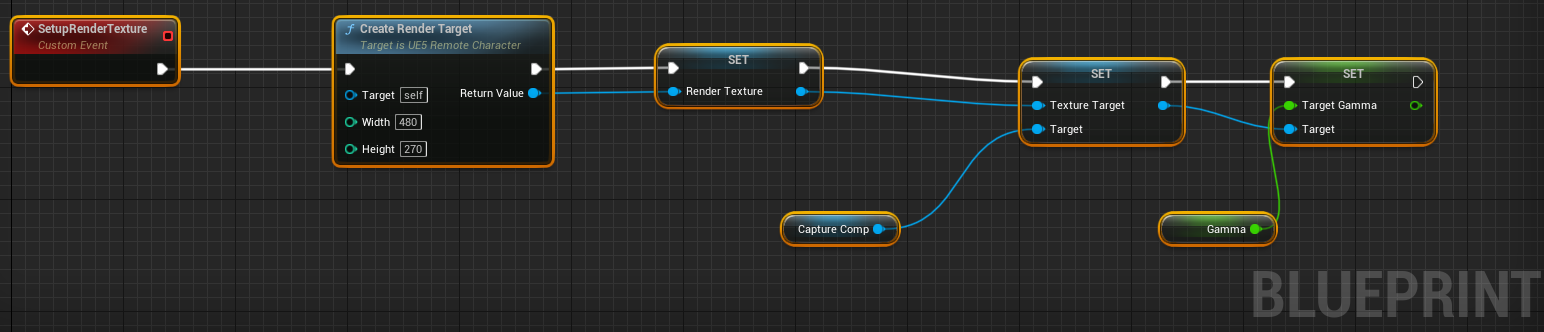 SetupRenderTexture
Custom Event
f Create Render Target
Target is UE5 Remote Character
Target self
Return Value
Width 480
Height 270
SET
Render Texture
SET
Texture Target
Target
SET
Target Gamma
Target
Capture Comp
Gamma
BLUEPRINT